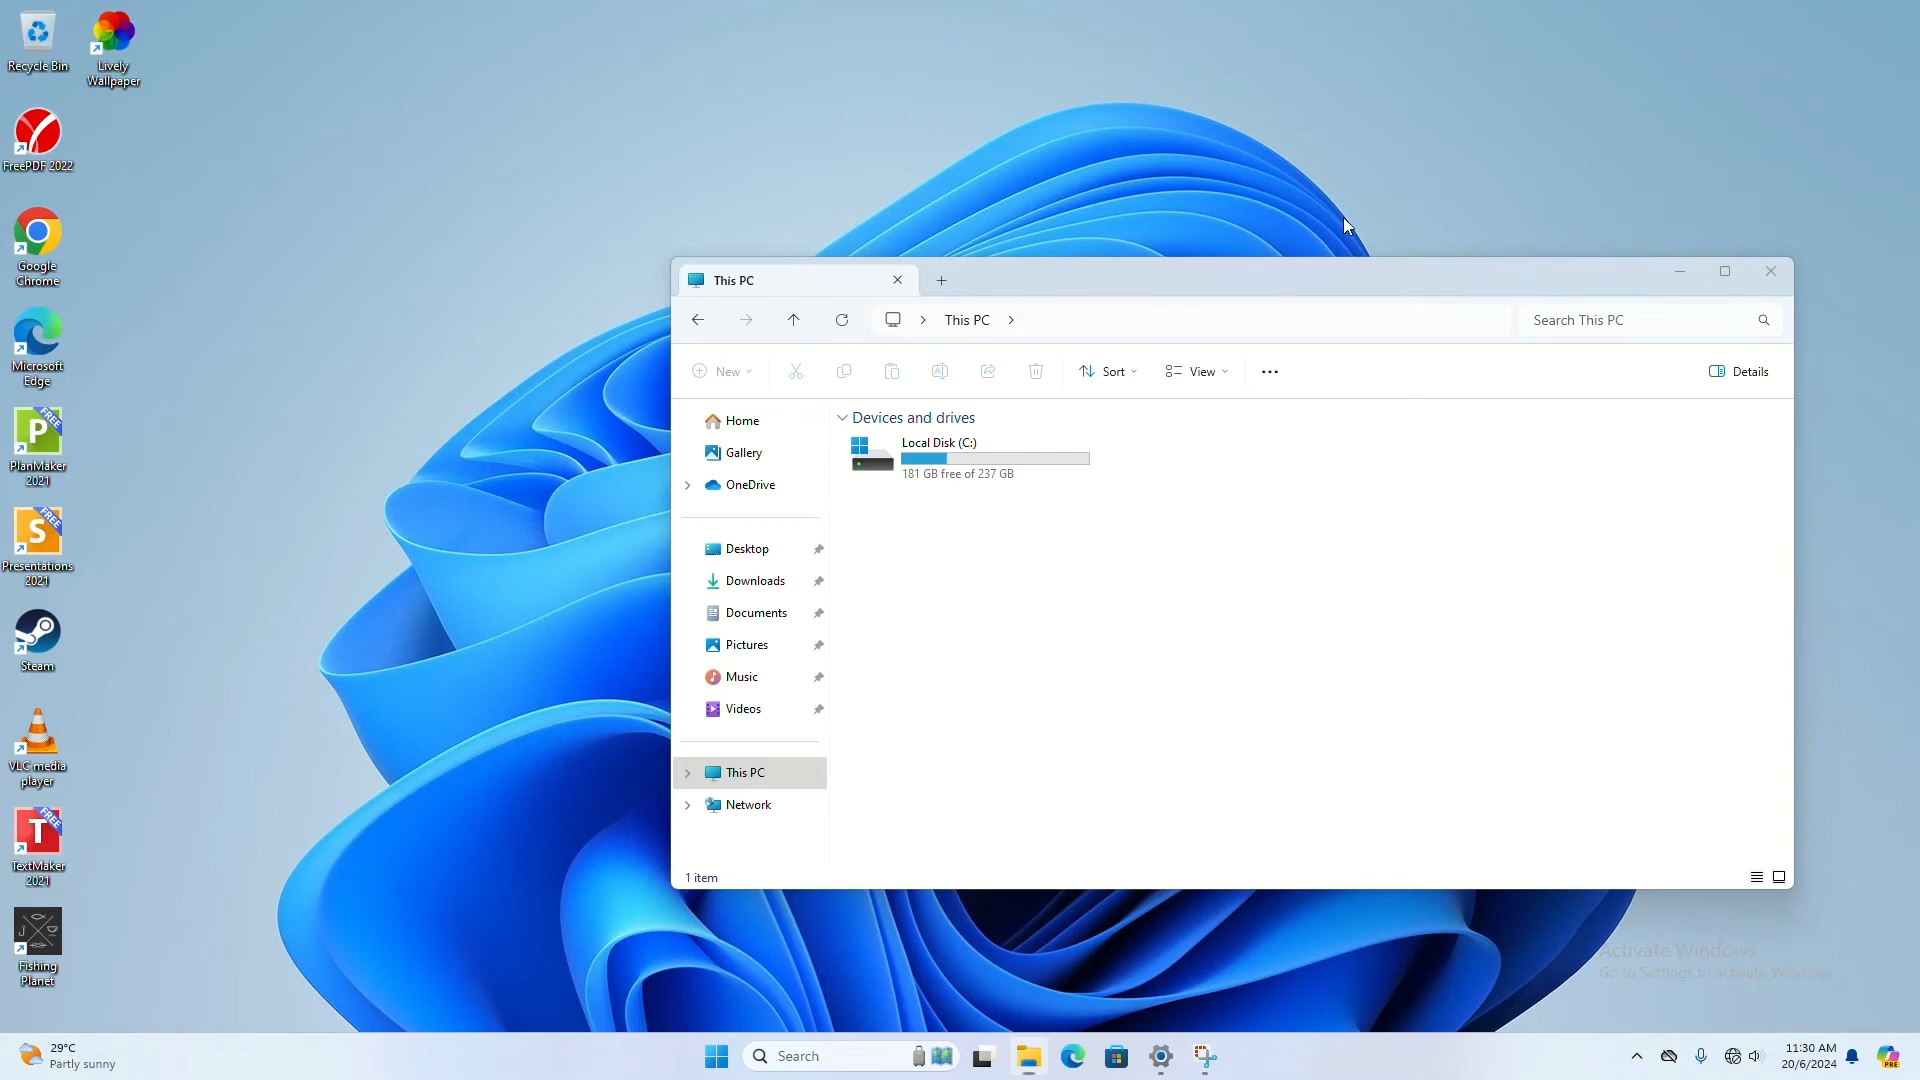 Recycle Bin
Lively
Wallpaper
FreePDF 2022
Google
Chrome
Microsoft
Edge
FREE
P
PlanMaker
2021
FREE
S
Presentations
2021
Steam
VLC media
player
FREE
T
TextMaker
2021
Fishing
Planet
This PC
This PC
Search This PC
New
Sort
View
Details
Home
Gallery
OneDrive
Desktop
Downloads
Documents
Pictures
Music
Videos
This PC
Network
Devices and drives
Local Disk (C:)
181 GB free of 237 GB
1 item
Activate Windows
Go to Settings to activate Windows.
29°C
Partly sunny
Search
11:30 AM
20/6/2024
PRE